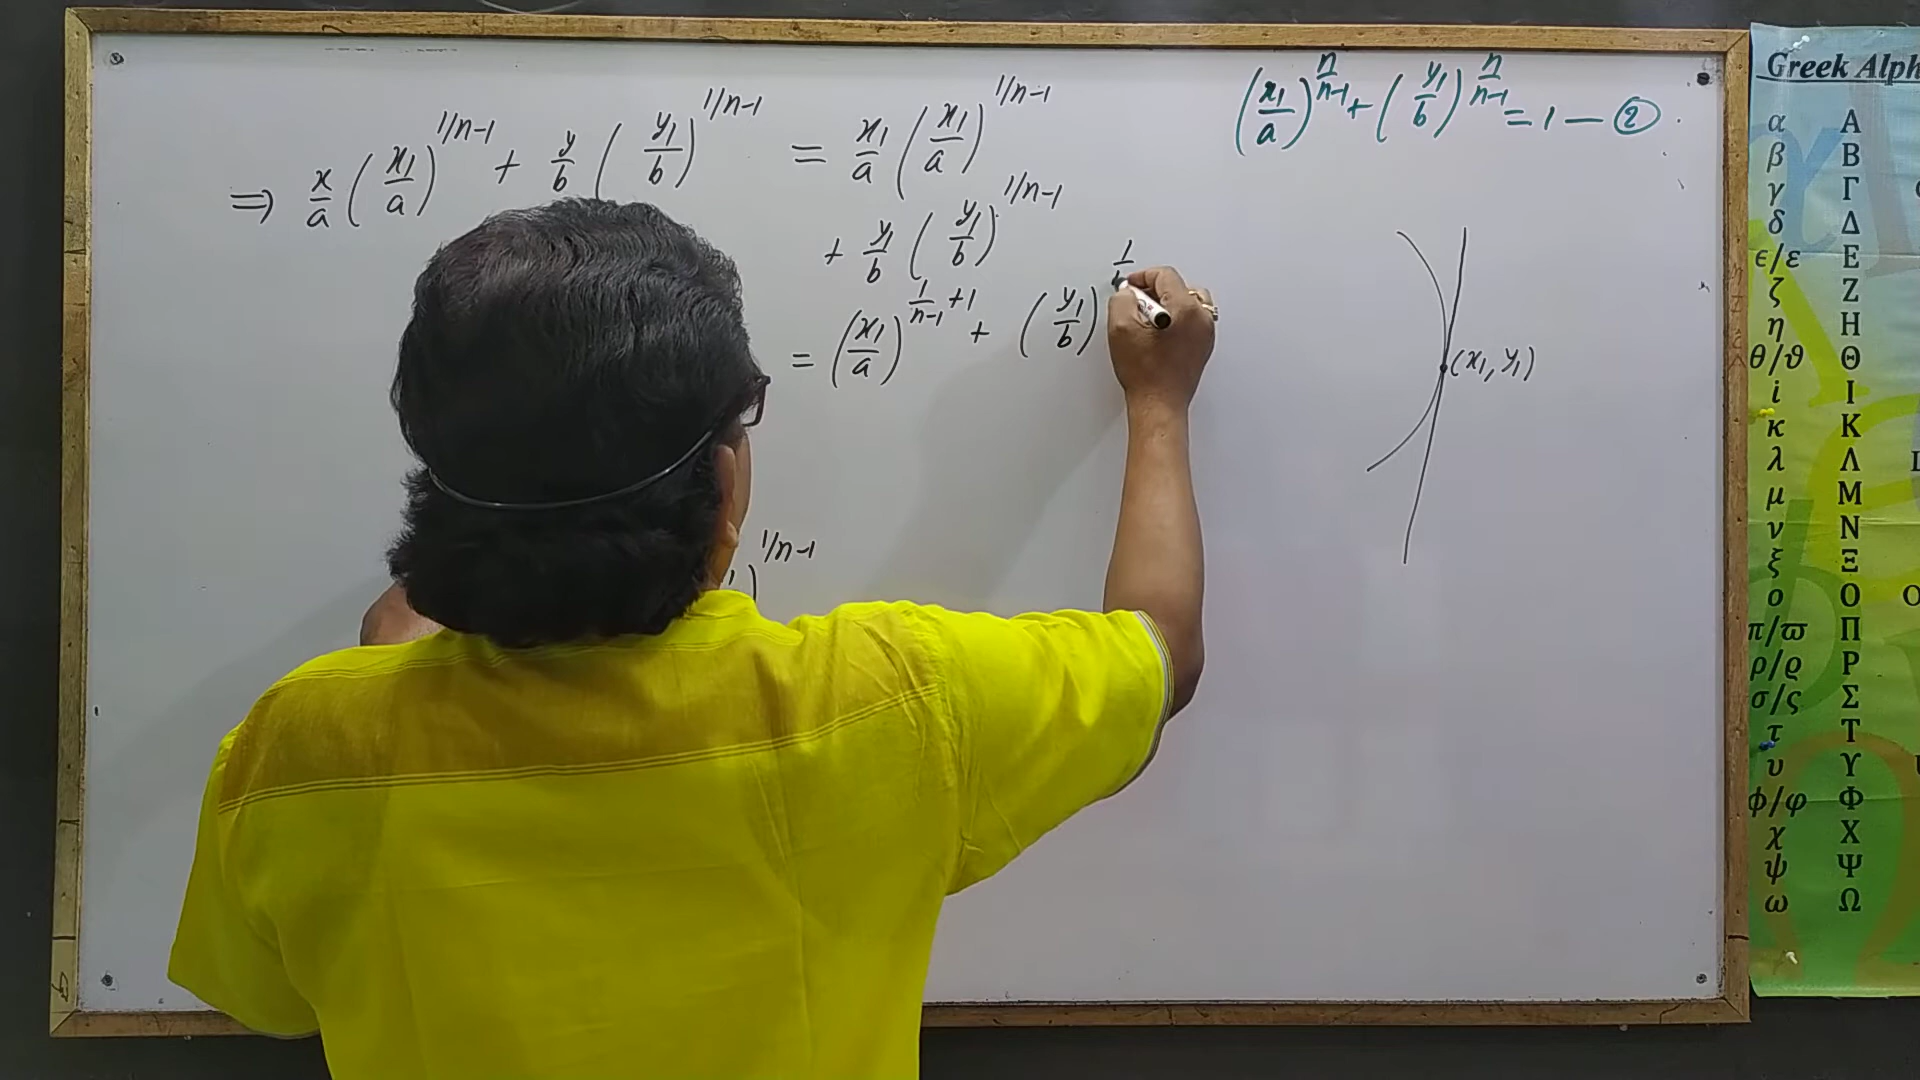 ⇒ x/a (x₁/a)^1/n-1 + y/b (y₁/b)^1/n-1 = x₁/a (x₁/a)^1/n-1
+ y₁/b (y₁/b)^1/n-1
= (x₁/a)^(1/n-1 +1) + (y₁/b)^1/
)^1/n-1
(x₁/a)^n/n-1 + (y₁/b)^n/n-1 = 1 — ②
(x₁, y₁)
Greek Alph
α Α
β Β
γ Γ
δ Δ
ϵ/ε Ε
ζ Ζ
η Η
θ/ϑ Θ
i Ι
κ Κ
λ Λ
μ Μ
ν Ν
ξ Ξ
ο Ο
π/ϖ Π
ρ/ϱ Ρ
σ/ς Σ
τ Τ
υ Υ
ϕ/φ Φ
χ Χ
ψ Ψ
ω Ω